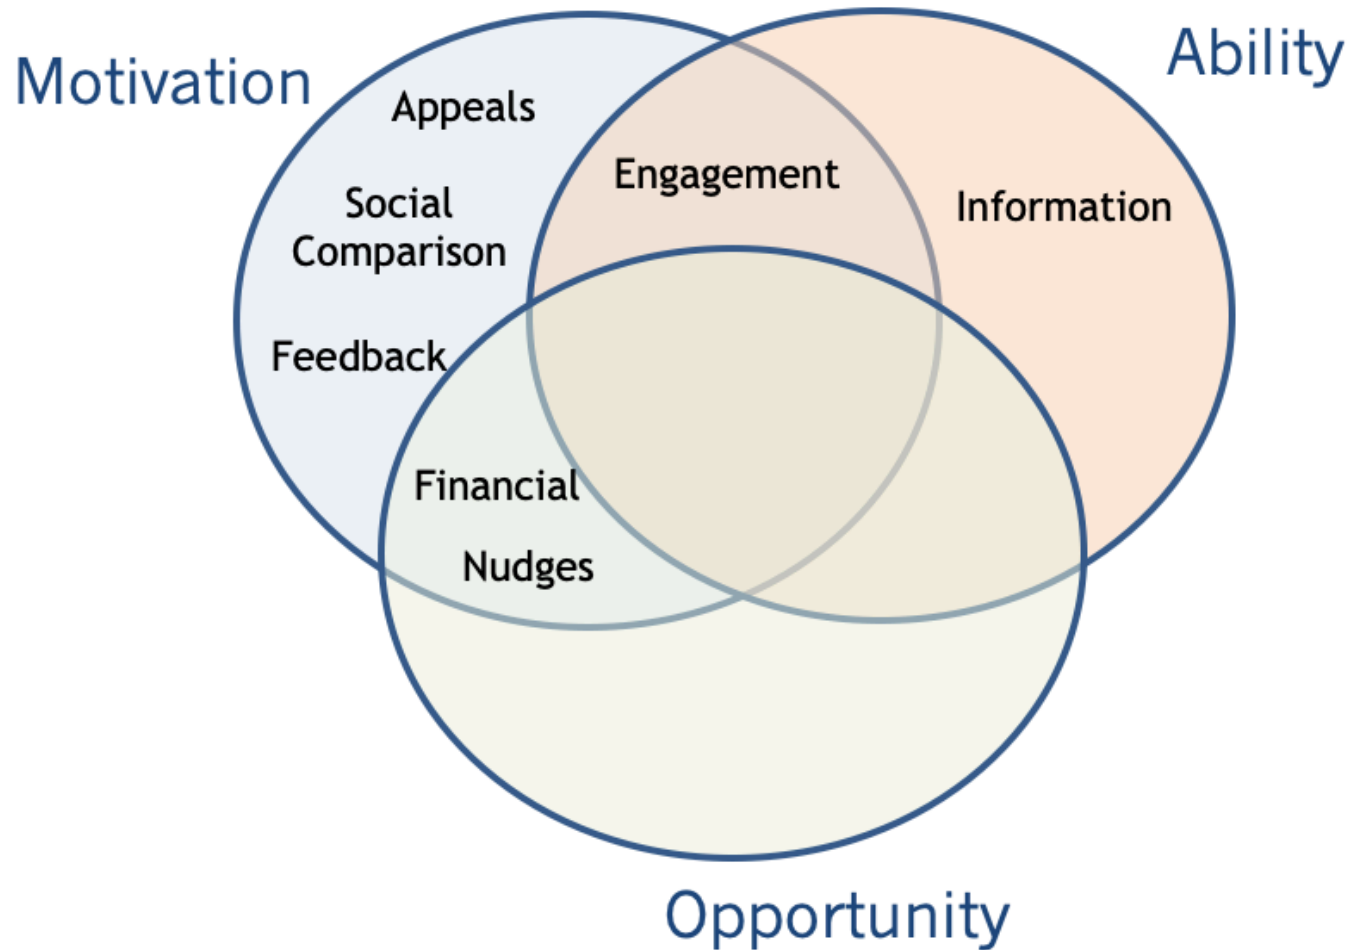 Motivation
Ability
Appeals
Engagement
Social
Comparison
Information
Feedback
Financial
Nudges
Opportunity